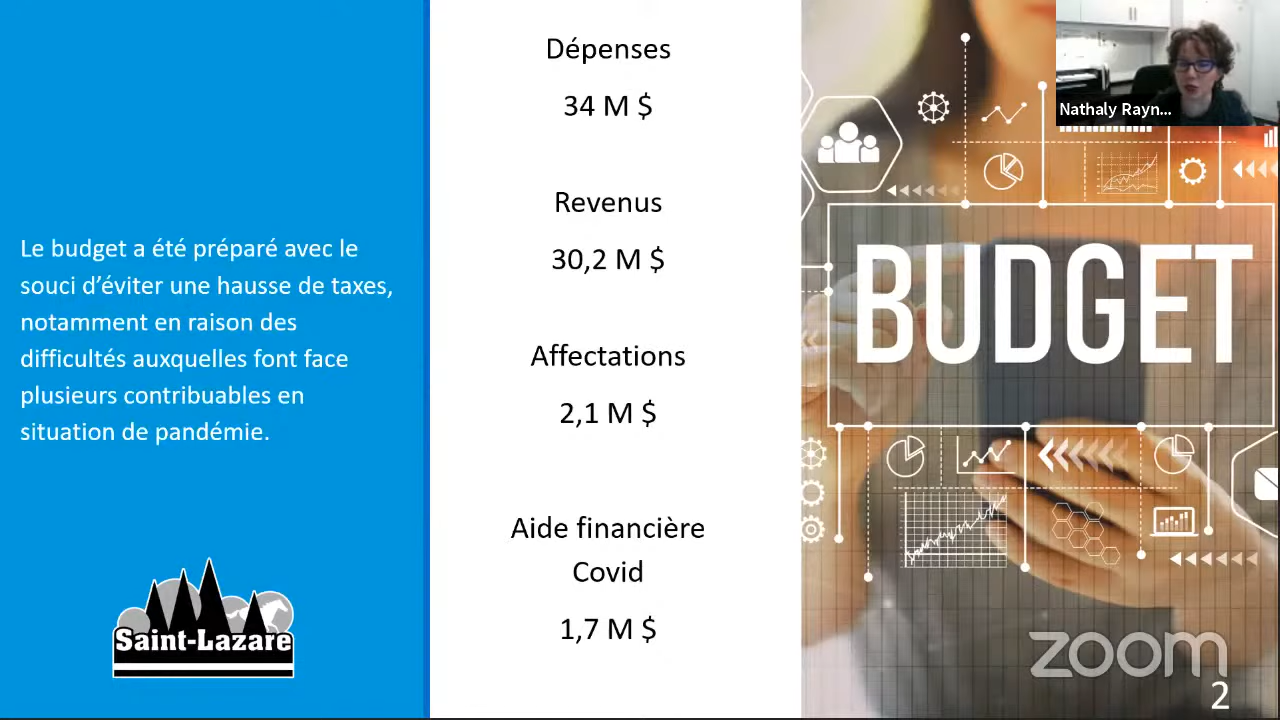 Le budget a été préparé avec le
souci d’éviter une hausse de taxes,
notamment en raison des
difficultés auxquelles font face
plusieurs contribuables en
situation de pandémie.
Saint-Lazare
Dépenses
34 M $
Revenus
30,2 M $
Affectations
2,1 M $
Aide financière
Covid
1,7 M $
Nathaly Rayn...
BUDGET
zoom
2